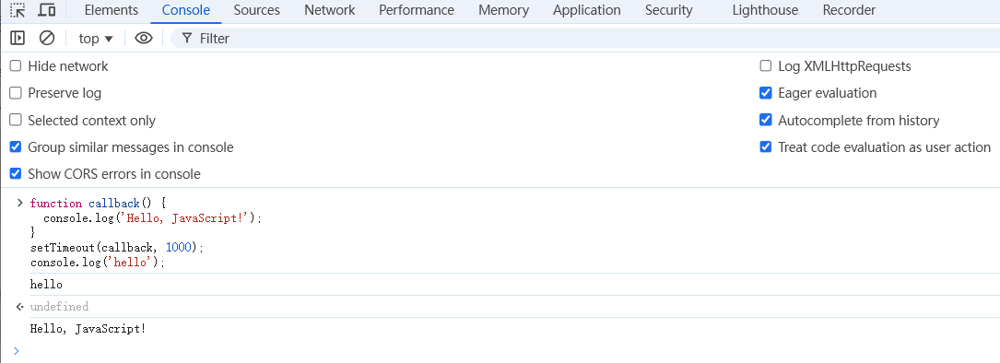 Elements Console Sources Network Performance Memory Application Security Lighthouse Recorder
top Filter
Hide network Log XMLHttpRequests
Preserve log Eager evaluation
Selected context only Autocomplete from history
Group similar messages in console Treat code evaluation as user action
Show CORS errors in console
function callback() {
  console.log('Hello, JavaScript!');
}
setTimeout(callback, 1000);
console.log('hello');
hello
undefined
Hello, JavaScript!